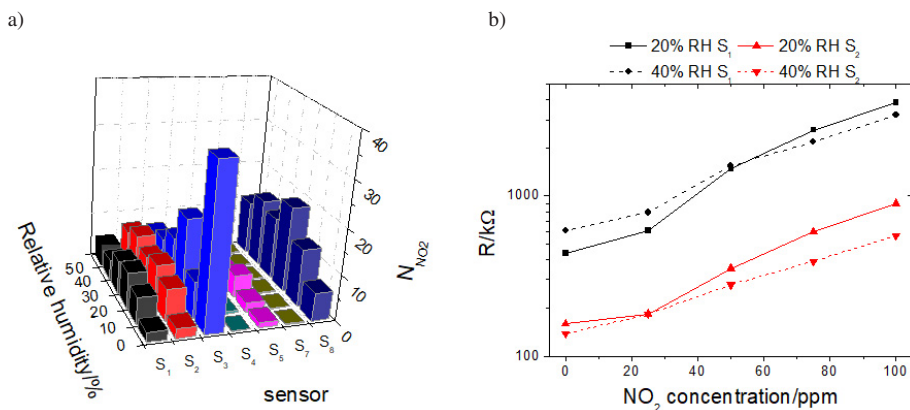 a)
40
30
20
10
0
N NO2
50
40
30
20
10
0
Relative humidity/%
S1 S2 S3 S4 S5 S7 S8
sensor
b)
20% RH S1 20% RH S2
40% RH S1 40% RH S2
1000
100
R/kΩ
0 20 40 60 80 100
NO2 concentration/ppm